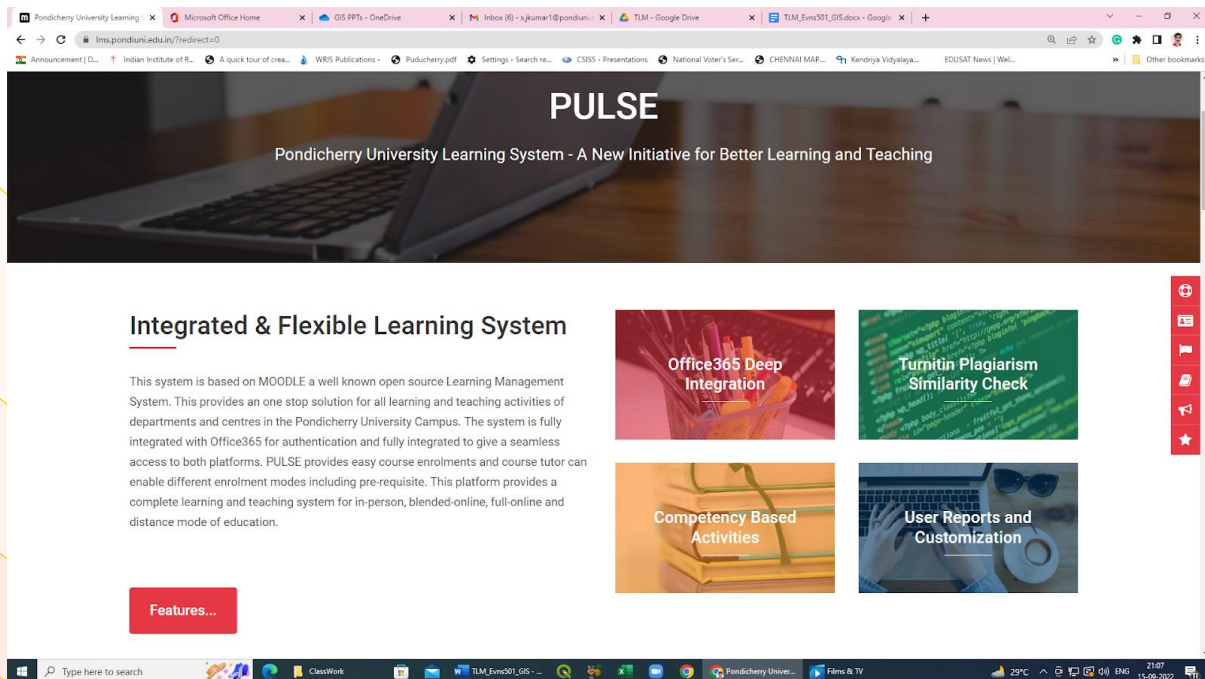 Pondicherry University Learning
Microsoft Office Home
GIS PPTs - OneDrive
Inbox (6) - s.jkumar1@pondiuni...
TLM - Google Drive
TLM_Evns501_GIS.docx - Google
lms.pondiuni.edu.in/?redirect=0
Announcement | D...
Indian Institute of R...
A quick tour of crea...
WRIS Publications -
Puducherry.pdf
Settings - Search re...
CSISS - Presentations
National Voter's Ser...
CHENNAI MAP...
Kendriya Vidyalaya...
EDUSAT News | Wel...
Other bookmarks
PULSE
Pondicherry University Learning System - A New Initiative for Better Learning and Teaching
Integrated & Flexible Learning System
This system is based on MOODLE a well known open source Learning Management
System. This provides an one stop solution for all learning and teaching activities of
departments and centres in the Pondicherry University Campus. The system is fully
integrated with Office365 for authentication and fully integrated to give a seamless
access to both platforms. PULSE provides easy course enrolments and course tutor can
enable different enrolment modes including pre-requisite. This platform provides a
complete learning and teaching system for in-person, blended-online, full-online and
distance mode of education.
Features...
Office365 Deep
Integration
Turnitin Plagiarism
Similarity Check
Competency Based
Activities
User Reports and
Customization
Type here to search
ClassWork
TLM_Evns501_GIS - ...
Pondicherry Univer...
Films & TV
29°C
ENG
21:07
15-09-2022